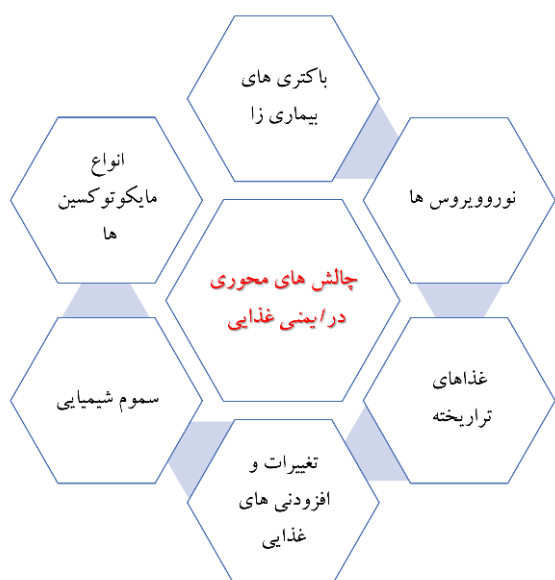 باکتری های
بیماری زا
نوروویروس ها
غذاهای
تراریخته
تغییرات و
افزودنی های
غذایی
سموم شیمیایی
انواع
مایکوتوکسین
ها
چالش های محوری
در/یمنی غذایی